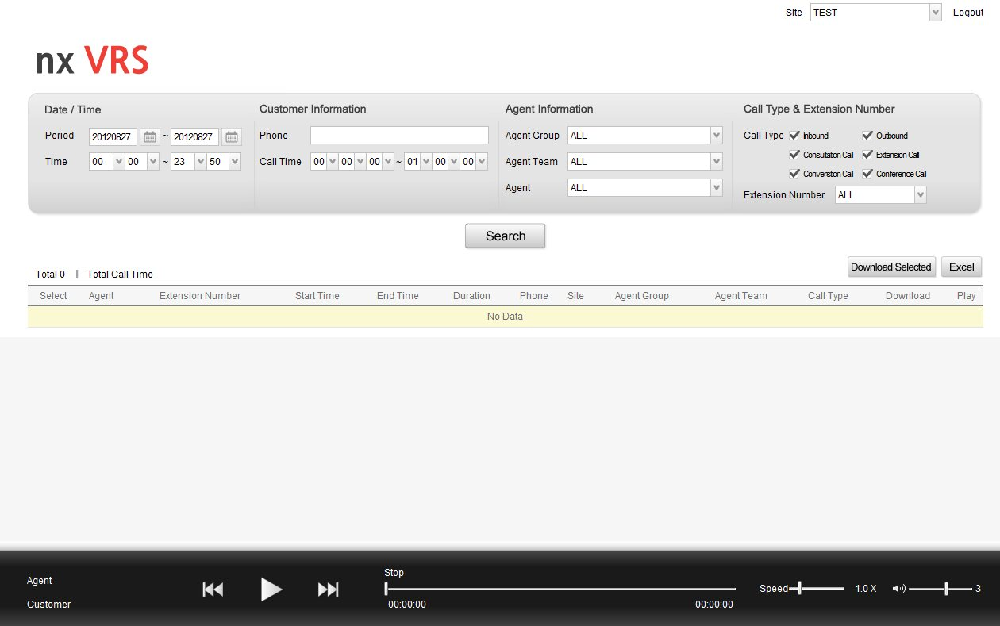 Site TEST Logout
nx VRS
Date / Time Customer Information Agent Information Call Type & Extension Number
Period 20120827 ~ 20120827 Phone Agent Group ALL Call Type Inbound Outbound
Time 00 00 ~ 23 50 Call Time 00 00 00 ~ 01 00 00 Agent Team ALL Consultation Call Extension Call
Converstion Call Conference Call
Agent ALL Extension Number ALL
Search
Total 0 | Total Call Time Download Selected Excel
Select Agent Extension Number Start Time End Time Duration Phone Site Agent Group Agent Team Call Type Download Play
No Data
Stop
Agent
Speed 1.0 X 3
Customer 00:00:00 00:00:00